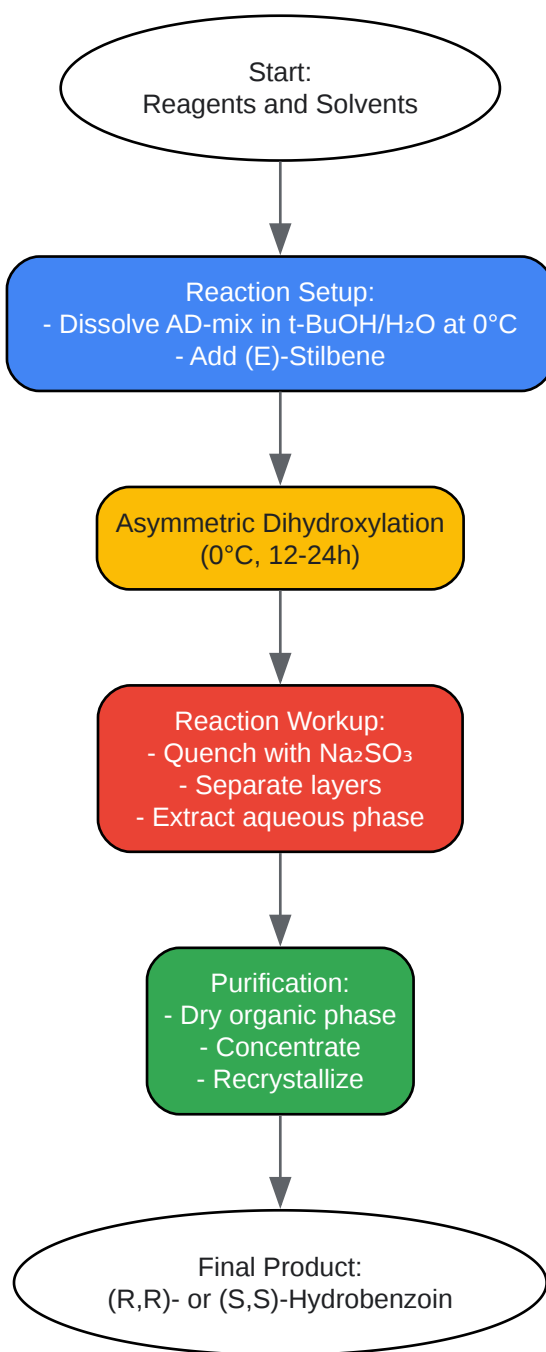 Start:
Reagents and Solvents
Reaction Setup:
- Dissolve AD-mix in t-BuOH/H₂O at 0°C
- Add (E)-Stilbene
Asymmetric Dihydroxylation
(0°C, 12-24h)
Reaction Workup:
- Quench with Na₂SO₃
- Separate layers
- Extract aqueous phase
Purification:
- Dry organic phase
- Concentrate
- Recrystallize
Final Product:
(R,R)- or (S,S)-Hydrobenzoin